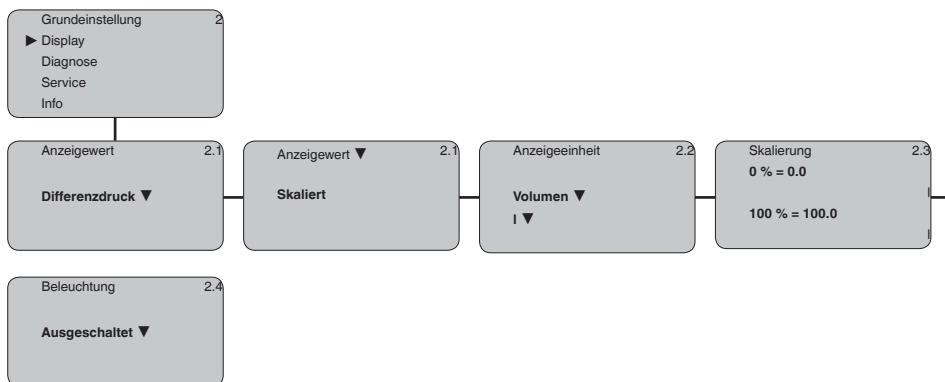 Grundeinstellung 2
▶ Display
Diagnose
Service
Info
Anzeigewert 2.1
Differenzdruck ▼
Anzeigewert ▼ 2.1
Skaliert
Anzeigeeinheit 2.2
Volumen ▼
l ▼
Skalierung 2.3
0 % = 0.0
l
100 % = 100.0
l
Beleuchtung 2.4
Ausgeschaltet ▼